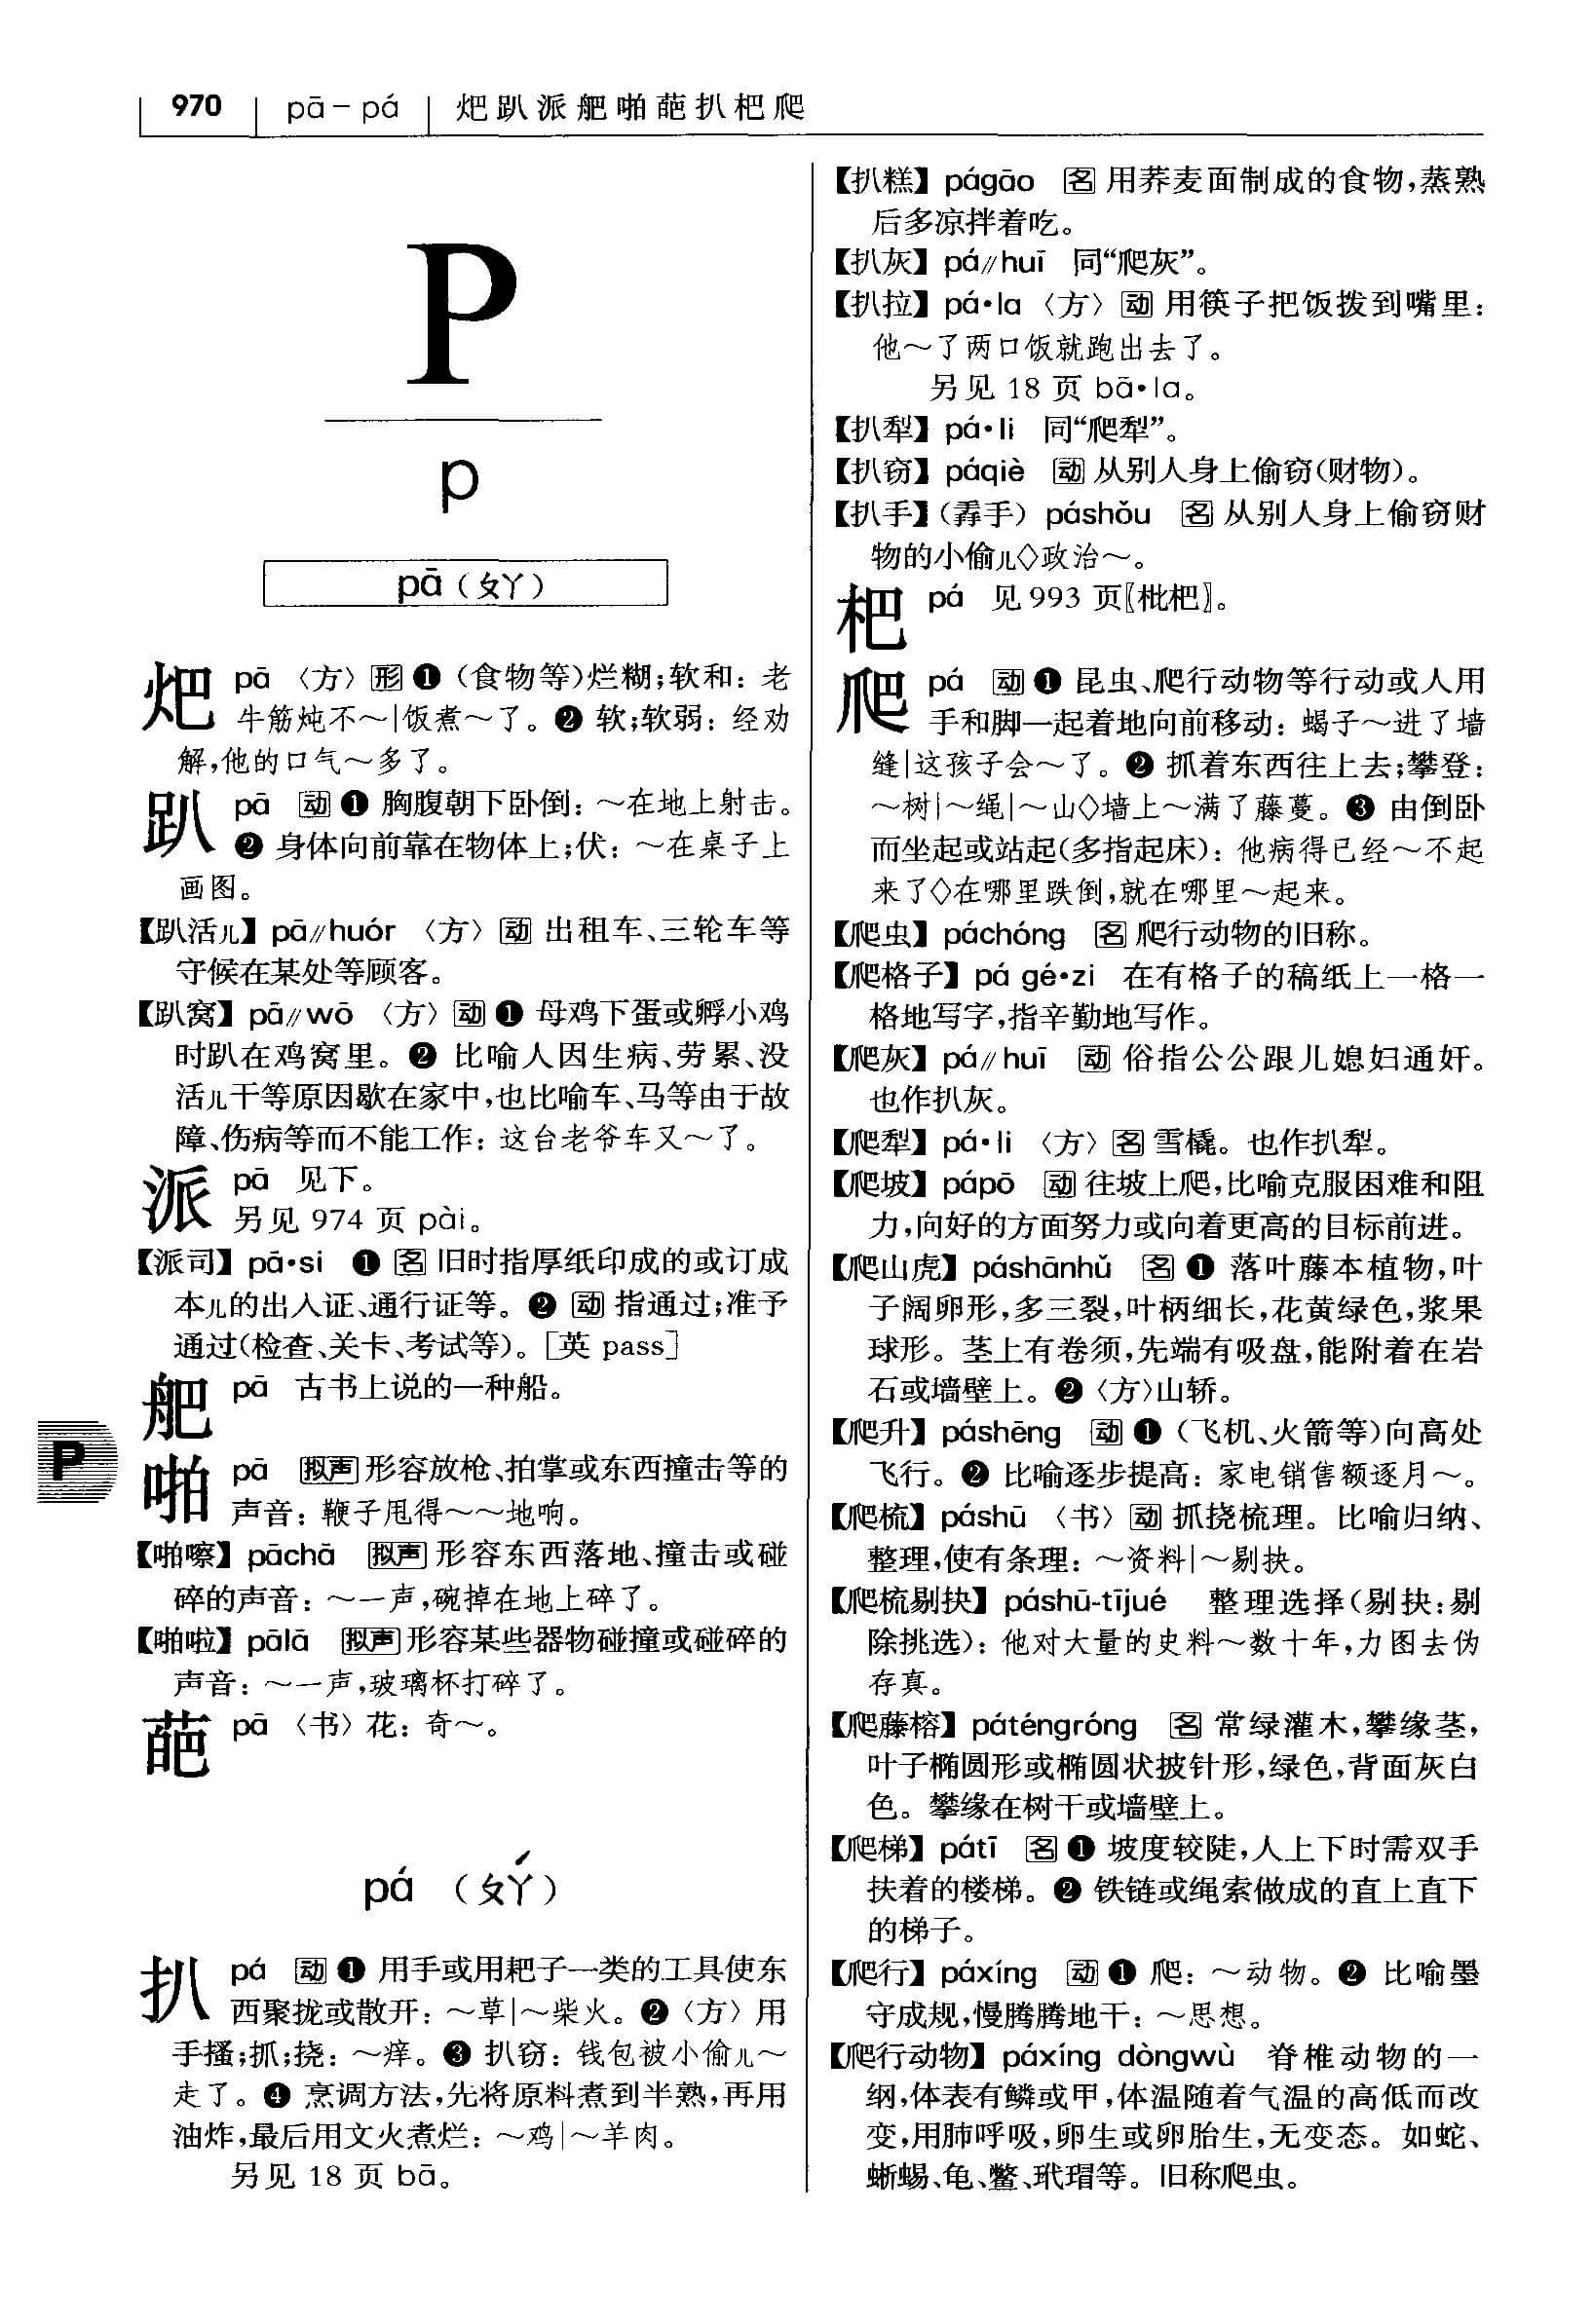 970 pā－pá 𤆵趴派舥啪葩扒杷爬
P
p
pā（ㄆㄚ）
𤆵 pā 〈方〉形❶（食物等）烂糊;软和：老
牛筋炖不～|饭煮～了。❷ 软;软弱：经劝
解,他的口气～多了。
趴 pā 动❶ 胸腹朝下卧倒：～在地上射击。
❷ 身体向前靠在物体上;伏：～在桌子上
画图。
【趴活儿】pā//huór 〈方〉动 出租车、三轮车等
守候在某处等顾客。
【趴窝】pā//wō 〈方〉动❶ 母鸡下蛋或孵小鸡
时趴在鸡窝里。❷ 比喻人因生病、劳累、没
活儿干等原因歇在家中,也比喻车、马等由于故
障、伤病等而不能工作：这台老爷车又～了。
派 pā 见下。
另见 974 页 pài。
【派司】pā·si ❶ 名 旧时指厚纸印成的或订成
本儿的出入证、通行证等。❷ 动 指通过;准予
通过(检查、关卡、考试等)。［英 pass］
舥 pā 古书上说的一种船。
P
啪 pā 拟声 形容放枪、拍掌或东西撞击等的
声音：鞭子甩得～～地响。
【啪嚓】pāchā 拟声 形容东西落地、撞击或碰
碎的声音：～一声,碗掉在地上碎了。
【啪啦】pālā 拟声 形容某些器物碰撞或碰碎的
声音：～一声,玻璃杯打碎了。
葩 pā 〈书〉花：奇～。
pá（ㄆㄚˊ）
扒 pá 动❶ 用手或用耙子一类的工具使东
西聚拢或散开：～草|～柴火。❷〈方〉用
手搔;抓;挠：～痒。❸ 扒窃：钱包被小偷儿～
走了。❹ 烹调方法,先将原料煮到半熟,再用
油炸,最后用文火煮烂：～鸡|～羊肉。
另见 18 页 bā。
【扒糕】págāo 名 用荞麦面制成的食物,蒸熟
后多凉拌着吃。
【扒灰】pá//huī 同“爬灰”。
【扒拉】pá·la 〈方〉动 用筷子把饭拨到嘴里：
他～了两口饭就跑出去了。
另见 18 页 bā·la。
【扒犁】pá·li 同“爬犁”。
【扒窃】páqiè 动 从别人身上偷窃(财物)。
【扒手】(掱手) páshǒu 名 从别人身上偷窃财
物的小偷儿◇政治～。
杷 pá 见 993 页〖枇杷〗。
爬 pá 动❶ 昆虫、爬行动物等行动或人用
手和脚一起着地向前移动：蝎子～进了墙
缝|这孩子会～了。❷ 抓着东西往上去;攀登：
～树|～绳|～山◇墙上～满了藤蔓。❸ 由倒卧
而坐起或站起(多指起床)：他病得已经～不起
来了◇在哪里跌倒,就在哪里～起来。
【爬虫】páchóng 名 爬行动物的旧称。
【爬格子】pá gé·zi 在有格子的稿纸上一格一
格地写字,指辛勤地写作。
【爬灰】pá//huī 动 俗指公公跟儿媳妇通奸。
也作扒灰。
【爬犁】pá·li 〈方〉名 雪橇。也作扒犁。
【爬坡】pápō 动 往坡上爬,比喻克服困难和阻
力,向好的方面努力或向着更高的目标前进。
【爬山虎】páshānhǔ 名❶ 落叶藤本植物,叶
子阔卵形,多三裂,叶柄细长,花黄绿色,浆果
球形。茎上有卷须,先端有吸盘,能附着在岩
石或墙壁上。❷〈方〉山轿。
【爬升】páshēng 动❶（飞机、火箭等)向高处
飞行。❷ 比喻逐步提高：家电销售额逐月～。
【爬梳】páshū 〈书〉动 抓挠梳理。比喻归纳、
整理,使有条理：～资料|～剔抉。
【爬梳剔抉】páshū-tījué 整理选择(剔抉：剔
除挑选)：他对大量的史料～数十年,力图去伪
存真。
【爬藤榕】páténgróng 名 常绿灌木,攀缘茎,
叶子椭圆形或椭圆状披针形,绿色,背面灰白
色。攀缘在树干或墙壁上。
【爬梯】pátī 名❶ 坡度较陡,人上下时需双手
扶着的楼梯。❷ 铁链或绳索做成的直上直下
的梯子。
【爬行】páxíng 动❶ 爬：～动物。❷ 比喻墨
守成规,慢腾腾地干：～思想。
【爬行动物】páxíng dòngwù 脊椎动物的一
纲,体表有鳞或甲,体温随着气温的高低而改
变,用肺呼吸,卵生或卵胎生,无变态。如蛇、
蜥蜴、龟、鳖、玳瑁等。旧称爬虫。